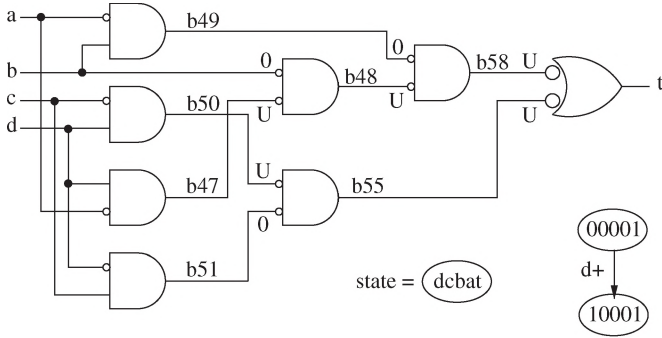 a
b49
b
0
0
b58
U
b48
c
b50
U
U
t
d
U
U
b47
b55
0
b51
state = dcbat
00001
d+
10001